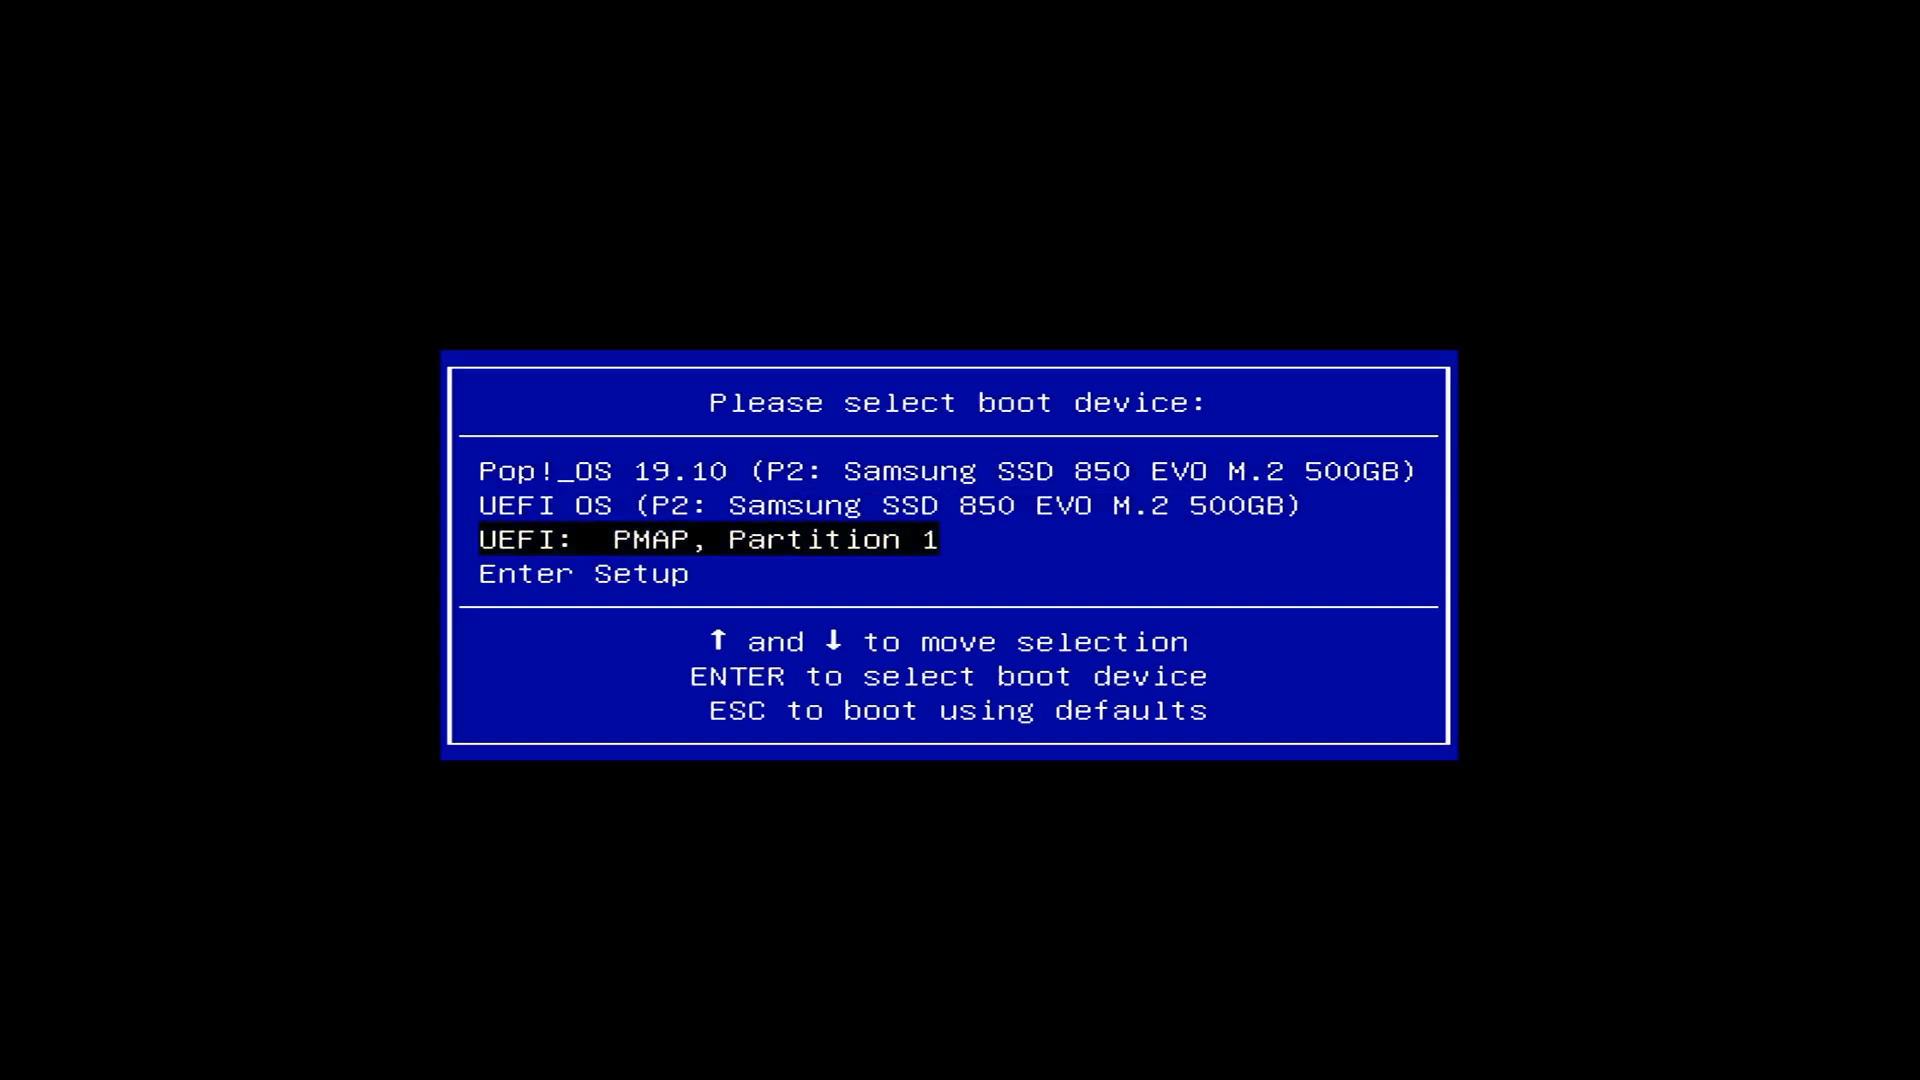 Please select boot device:
Pop!_OS 19.10 (P2: Samsung SSD 850 EVO M.2 500GB)
UEFI OS (P2: Samsung SSD 850 EVO M.2 500GB)
UEFI:  PMAP, Partition 1
Enter Setup
↑ and ↓ to move selection
ENTER to select boot device
ESC to boot using defaults